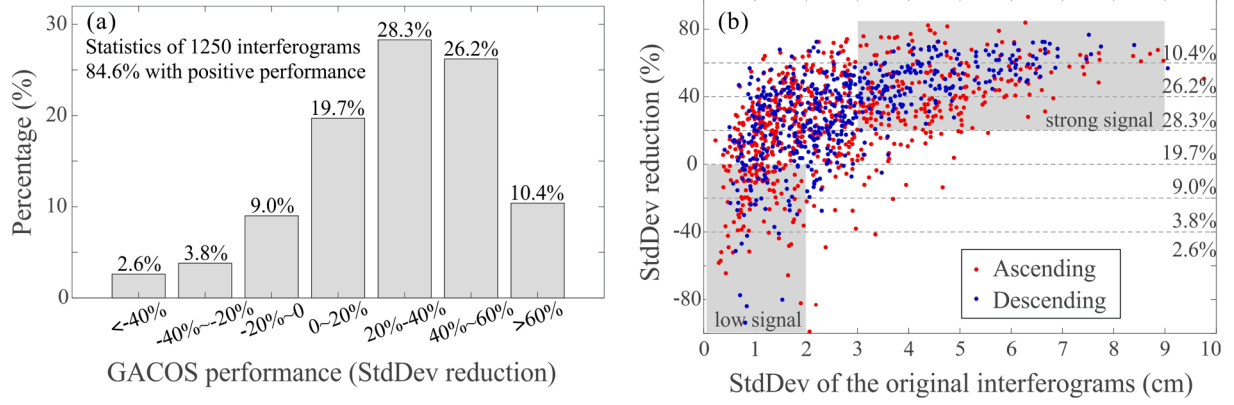 (a)
Statistics of 1250 interferograms
84.6% with positive performance
Percentage (%)
30
20
10
0
2.6%
3.8%
9.0%
19.7%
28.3%
26.2%
10.4%
<-40%
-40%~-20%
-20%~0
0~20%
20%-40%
40%~60%
>60%
GACOS performance (StdDev reduction)
(b)
StdDev reduction (%)
80
40
0
-40
-80
10.4%
26.2%
28.3%
19.7%
9.0%
3.8%
2.6%
strong signal
low signal
Ascending
Descending
0 1 2 3 4 5 6 7 8 9 10
StdDev of the original interferograms (cm)